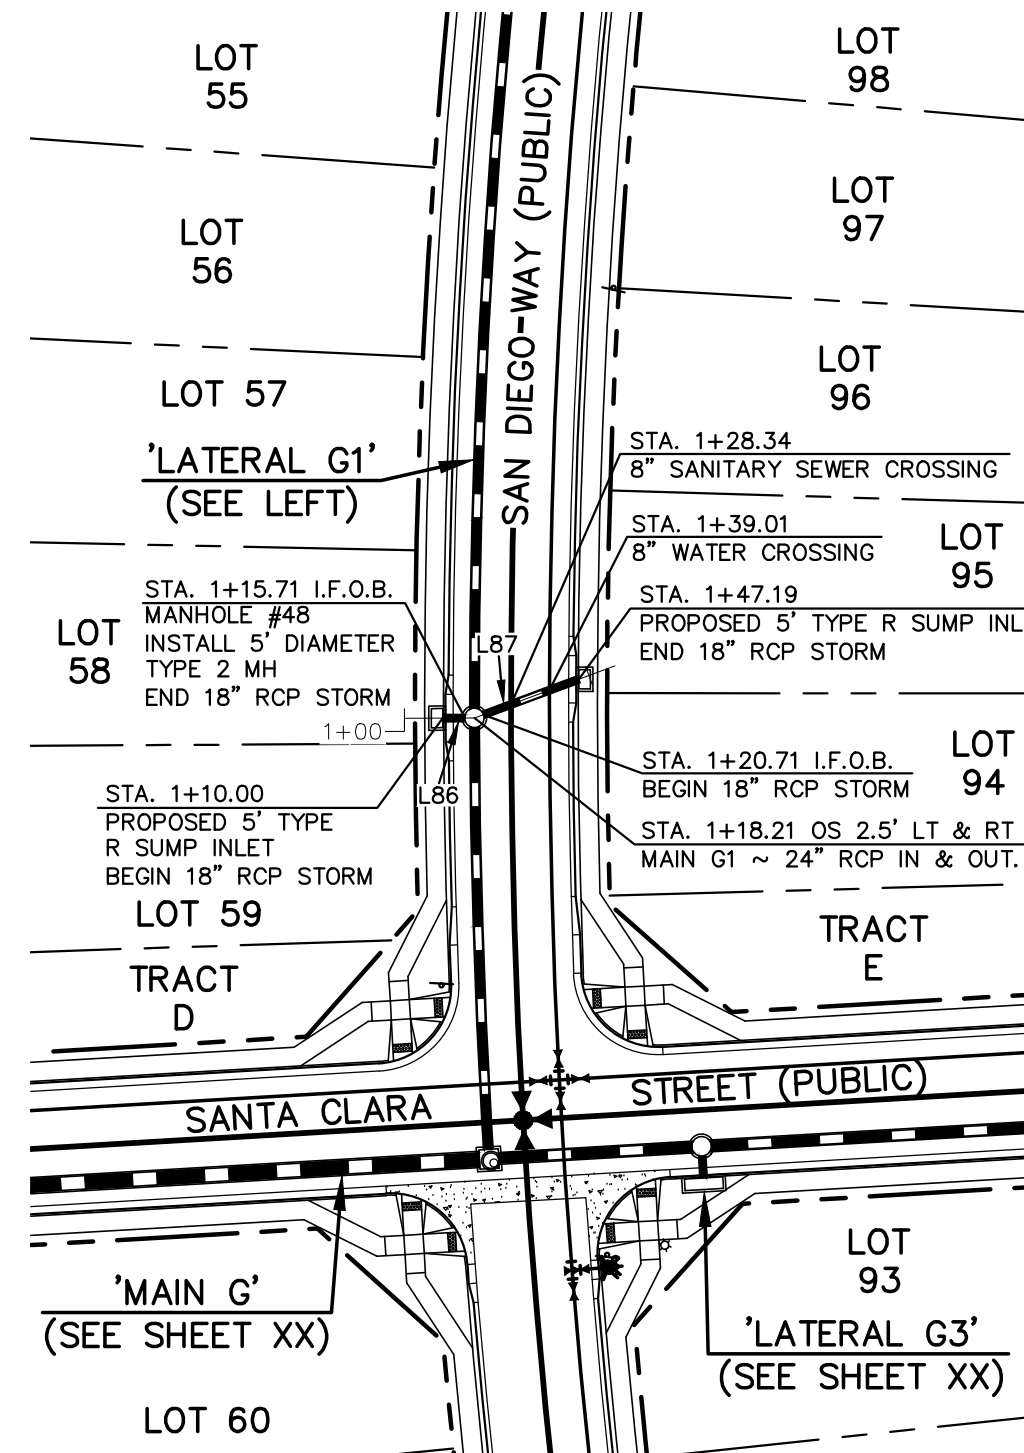 LOT
55
LOT
98
LOT
56
LOT
97
SAN DIEGO WAY (PUBLIC)
LOT 57
LOT
96
'LATERAL G1'
(SEE LEFT)
STA. 1+28.34
8" SANITARY SEWER CROSSING
STA. 1+39.01
8" WATER CROSSING
LOT
95
STA. 1+15.71 I.F.O.B.
MANHOLE #48
INSTALL 5' DIAMETER
TYPE 2 MH
END 18" RCP STORM
LOT
58
L87
STA. 1+47.19
PROPOSED 5' TYPE R SUMP INL
END 18" RCP STORM
1+00
L86
STA. 1+10.00
PROPOSED 5' TYPE
R SUMP INLET
BEGIN 18" RCP STORM
STA. 1+20.71 I.F.O.B.
BEGIN 18" RCP STORM
LOT
94
STA. 1+18.21 OS 2.5' LT & RT
MAIN G1 ~ 24" RCP IN & OUT.
LOT 59
TRACT
D
TRACT
E
SANTA CLARA STREET (PUBLIC)
'MAIN G'
(SEE SHEET XX)
LOT
93
'LATERAL G3'
(SEE SHEET XX)
LOT 60